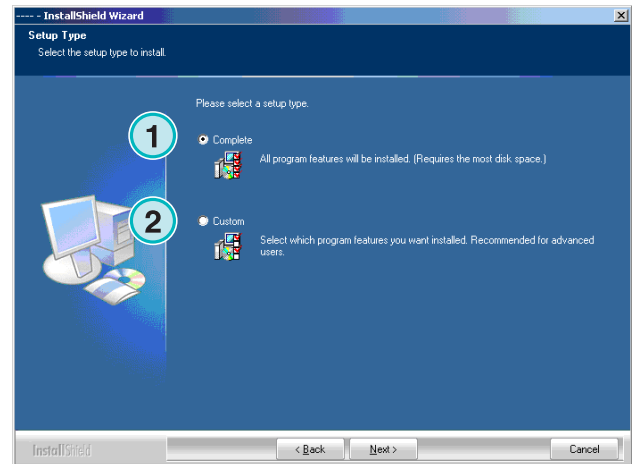 ---- - InstallShield Wizard
Setup Type
Select the setup type to install.
Please select a setup type.
1
Complete
All program features will be installed. (Requires the most disk space.)
2
Custom
Select which program features you want installed. Recommended for advanced
users.
InstallShield
< Back
Next >
Cancel